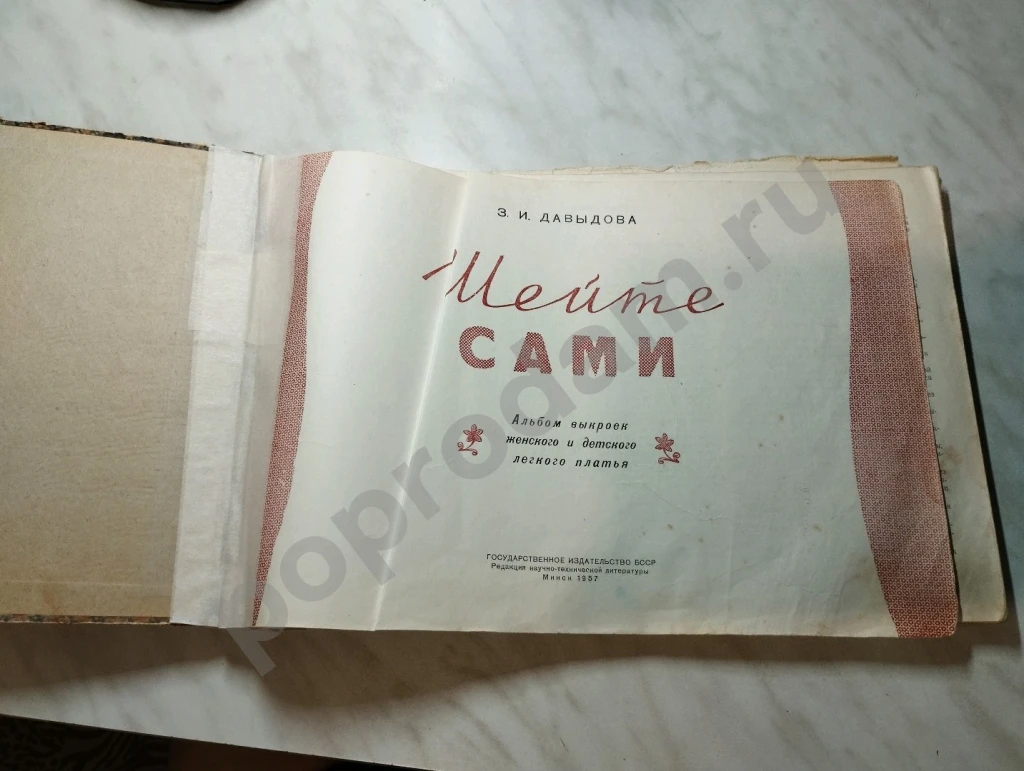 З. И. ДАВЫДОВА
Шейте
САМИ
Альбом выкроек
женского и детского
легкого платья
ГОСУДАРСТВЕННОЕ ИЗДАТЕЛЬСТВО БССР
Редакция научно-технической литературы
Минск 1957
poprodam.ru